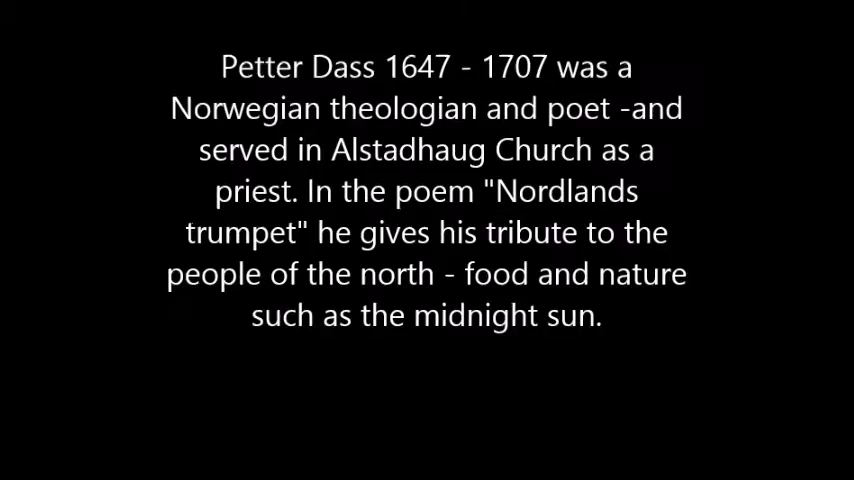 Petter Dass 1647 - 1707 was a
Norwegian theologian and poet -and
served in Alstadhaug Church as a
priest. In the poem "Nordlands
trumpet" he gives his tribute to the
people of the north - food and nature
such as the midnight sun.